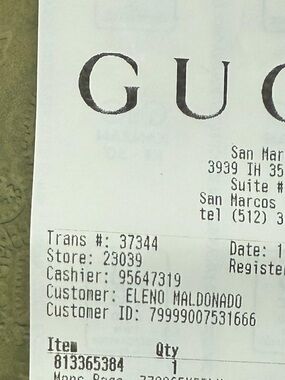 GUC
San Mar
3939 IH 35
Suite #
San Marcos
tel (512) 3
Trans #: 37344
Date: 1
Store: 23039
Registe
Cashier: 95647319
Customer: ELENO MALDONADO
Customer ID: 79999007531666
Item Qty
813365384 1